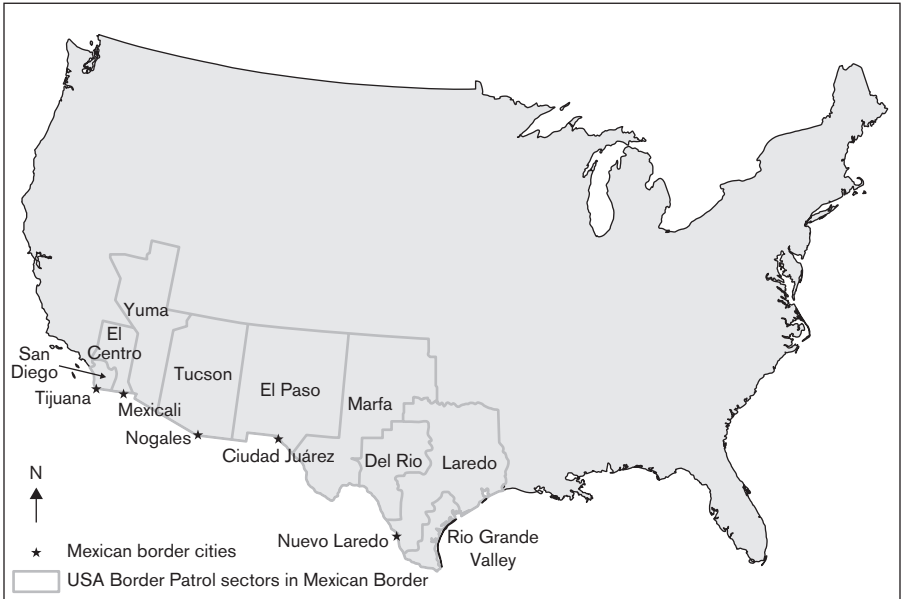 Yuma
El
Centro
San
Diego
Tucson
El Paso
Tijuana
Marfa
Mexicali
Nogales
Ciudad Juárez
Del Rio
Laredo
N
Nuevo Laredo
Rio Grande
Valley
Mexican border cities
USA Border Patrol sectors in Mexican Border